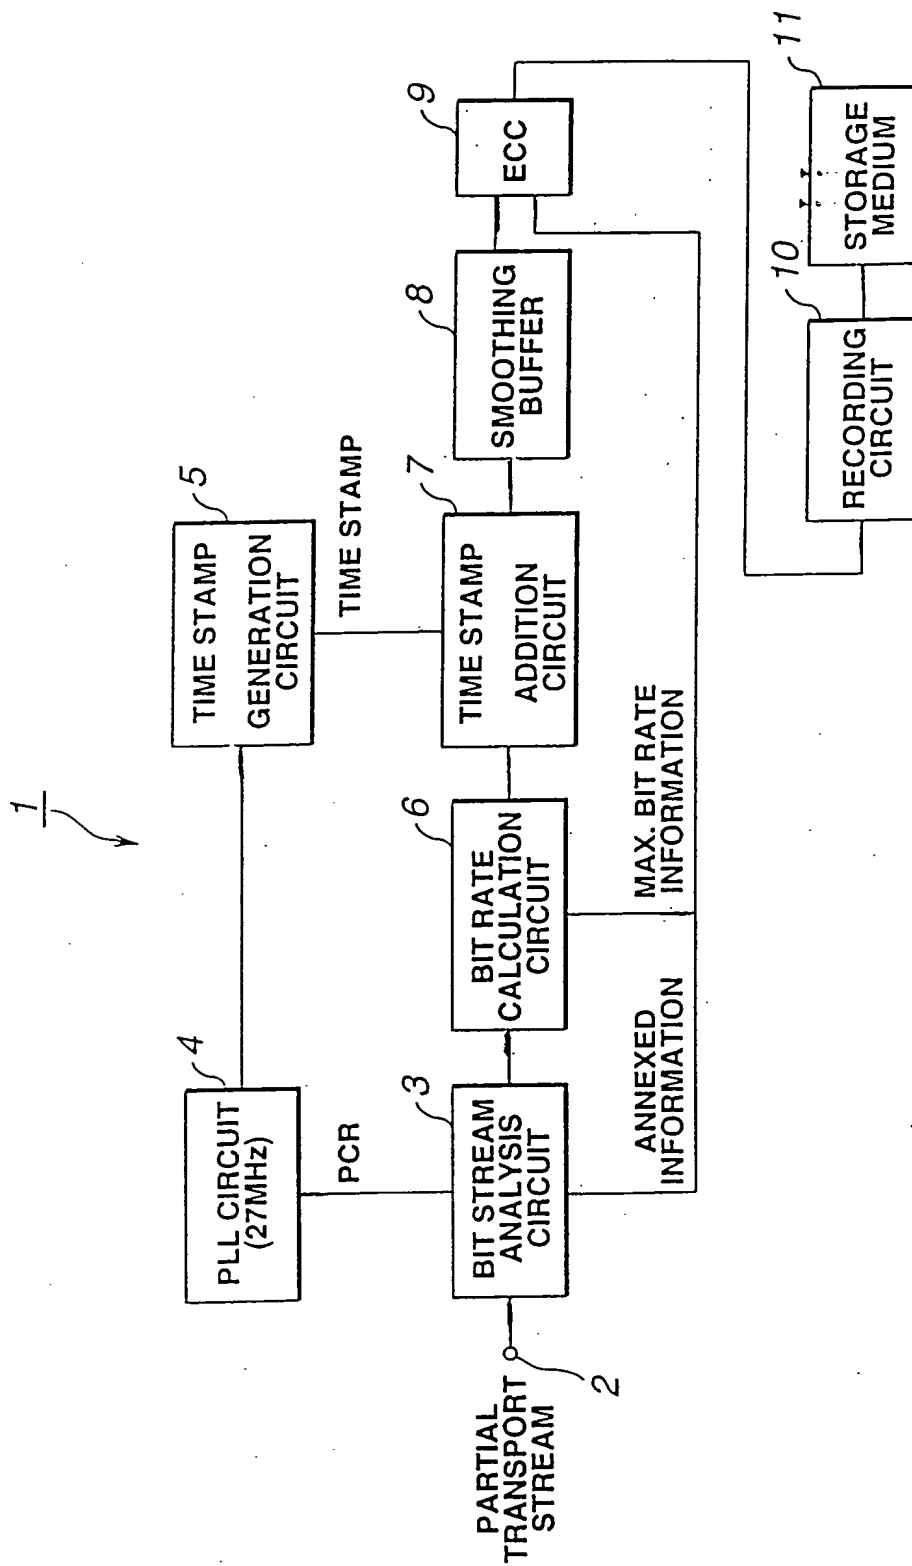 1
4
PLL CIRCUIT
(27MHz)
5
TIME STAMP
GENERATION
CIRCUIT
PCR
TIME STAMP
PARTIAL
TRANSPORT
STREAM
2
3
BIT STREAM
ANALYSIS
CIRCUIT
6
BIT RATE
CALCULATION
CIRCUIT
7
TIME STAMP
ADDITION
CIRCUIT
8
SMOOTHING
BUFFER
9
ECC
ANNEXED
INFORMATION
MAX. BIT RATE
INFORMATION
10
RECORDING
CIRCUIT
11
STORAGE
MEDIUM